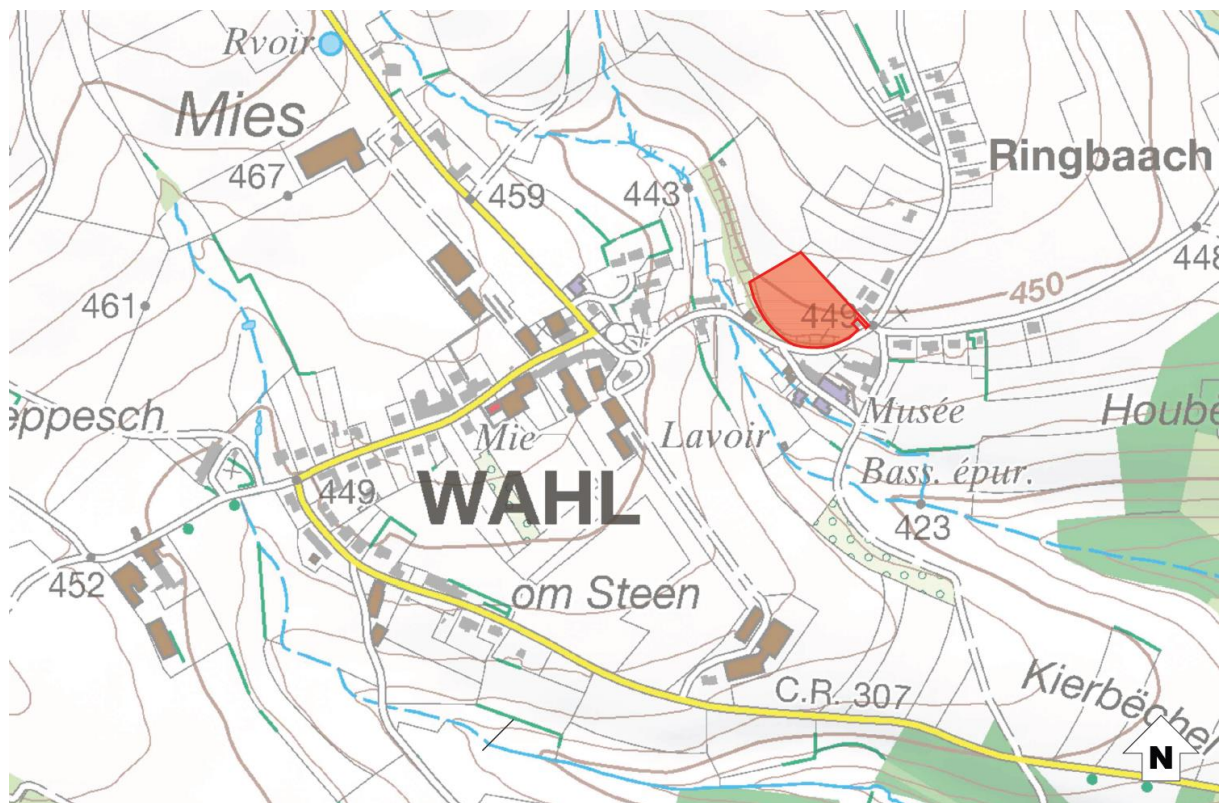 Rvoir
Mies
467
459
443
Ringbaach
448
461
449
450
eppesch
Mie
Lavoir
Musée
Houbë
449
WAHL
Bass. épur.
423
452
om Steen
C.R. 307
Kierbëchel
N